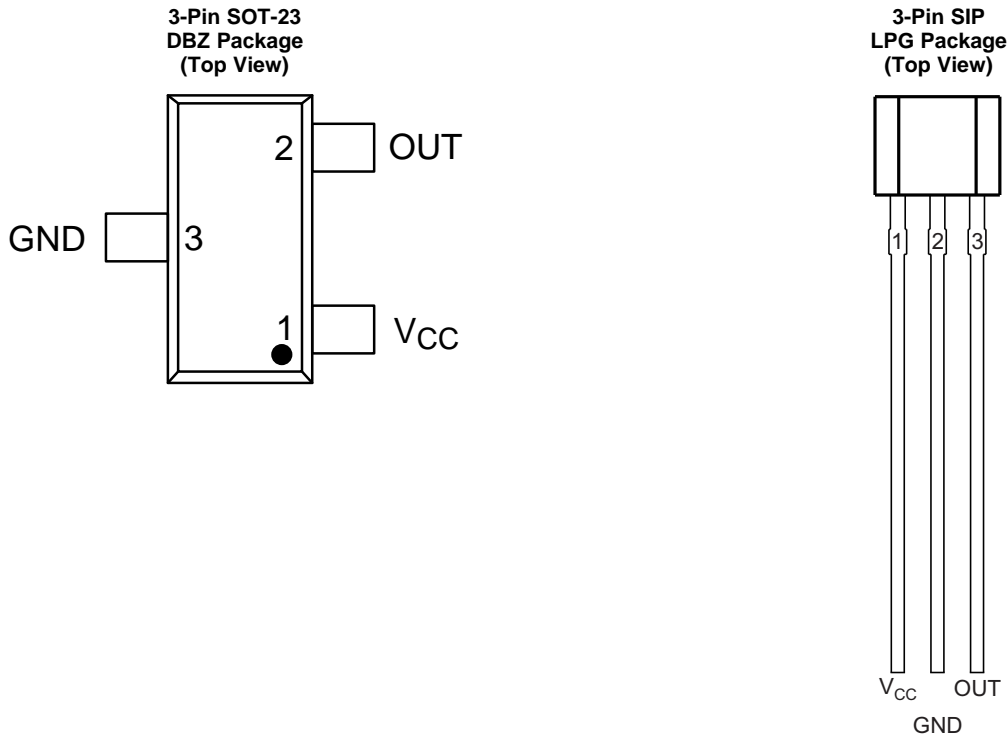 3-Pin SOT-23
DBZ Package
(Top View)
2
OUT
GND
3
1
VCC
3-Pin SIP
LPG Package
(Top View)
1
2
3
VCC
OUT
GND